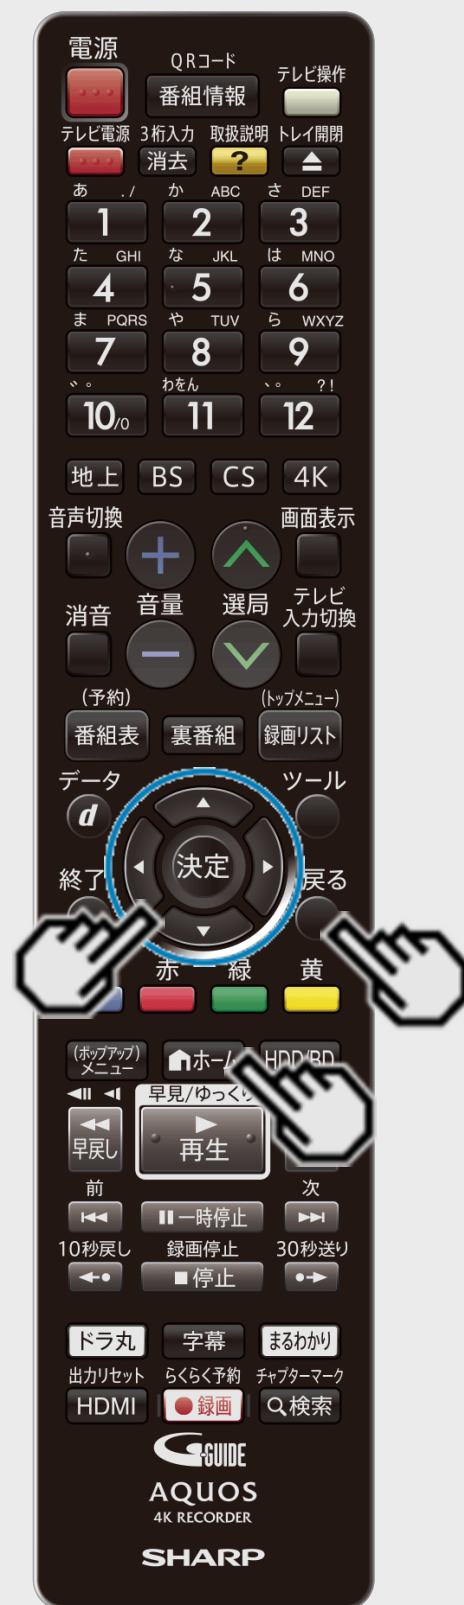 電源
QRコード
テレビ操作
番組情報
テレビ電源 3桁入力 取扱説明 トレイ開閉
消去 ?
あ ./ か ABC さ DEF
1 2 3
た GHI な JKL は MNO
4 5 6
ま PQRS や TUV ら WXYZ
7 8 9
゛゜ わをん 、。 ?!
10/0 11 12
地上 BS CS 4K
音声切換 画面表示
＋
消音 音量 選局 テレビ
入力切換
－
(予約) (トップメニュー)
番組表 裏番組 録画リスト
データ ツール
d
決定
終了 戻る
赤 緑 黄
(ポップアップ)
メニュー
ホーム HDD/BD
早見/ゆっくり
早戻し 再生
前 次
一時停止
10秒戻し 録画停止 30秒送り
停止
ドラ丸 字幕 まるわかり
出力リセット らくらく予約 チャプターマーク
HDMI 録画 検索
G-GUIDE
AQUOS
4K RECORDER
SHARP